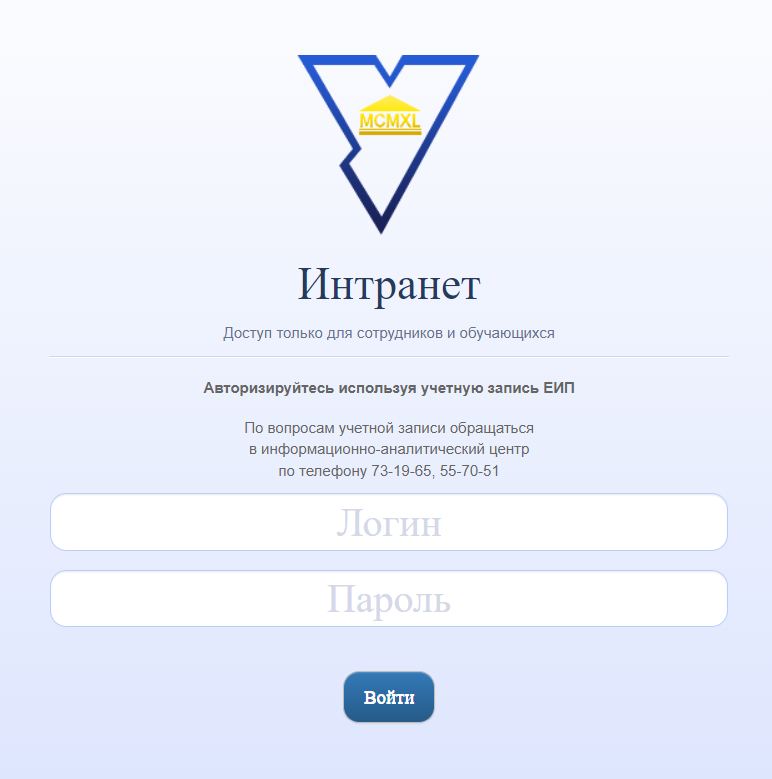 MCMXL
Интранет
Доступ только для сотрудников и обучающихся
Авторизируйтесь используя учетную запись ЕИП
По вопросам учетной записи обращаться
в информационно-аналитический центр
по телефону 73-19-65, 55-70-51
Логин
Пароль
Войти